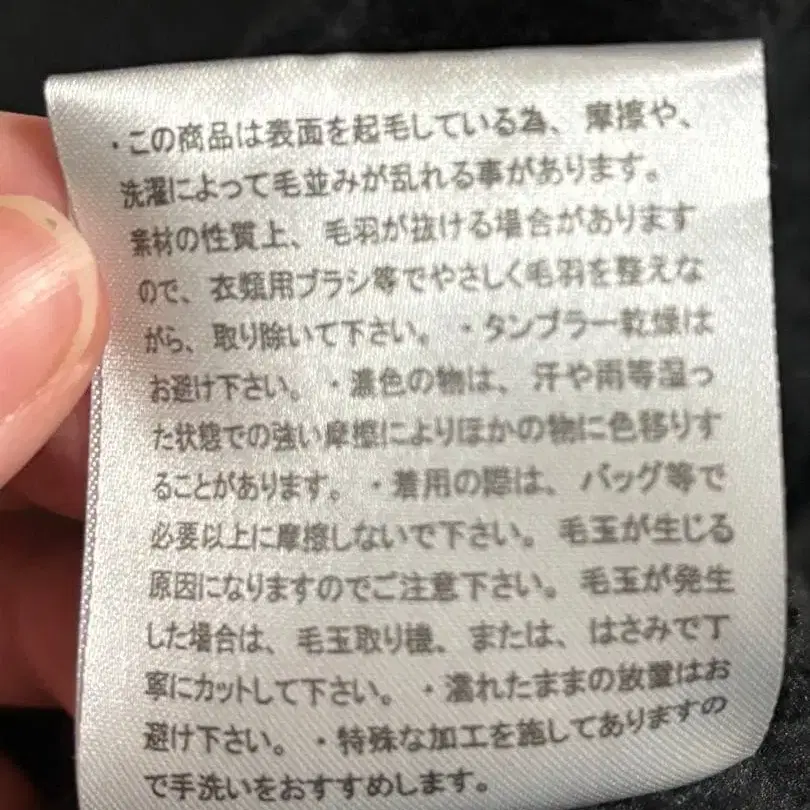 ・この商品は表面を起毛している為、摩擦や、
洗濯によって毛並みが乱れる事があります。
素材の性質上、毛羽が抜ける場合があります
ので、衣類用ブラシ等でやさしく毛羽を整えな
がら、取り除いて下さい。・タンブラー乾燥は
お避け下さい。・濃色の物は、汗や雨等湿っ
た状態での強い摩擦によりほかの物に色移りす
ることがあります。・着用の際は、バッグ等で
必要以上に摩擦しないで下さい。毛玉が生じる
原因になりますのでご注意下さい。毛玉が発生
した場合は、毛玉取り機、または、はさみで丁
寧にカットして下さい。・濡れたままの放置はお
避け下さい。・特殊な加工を施してありますの
で手洗いをおすすめします。